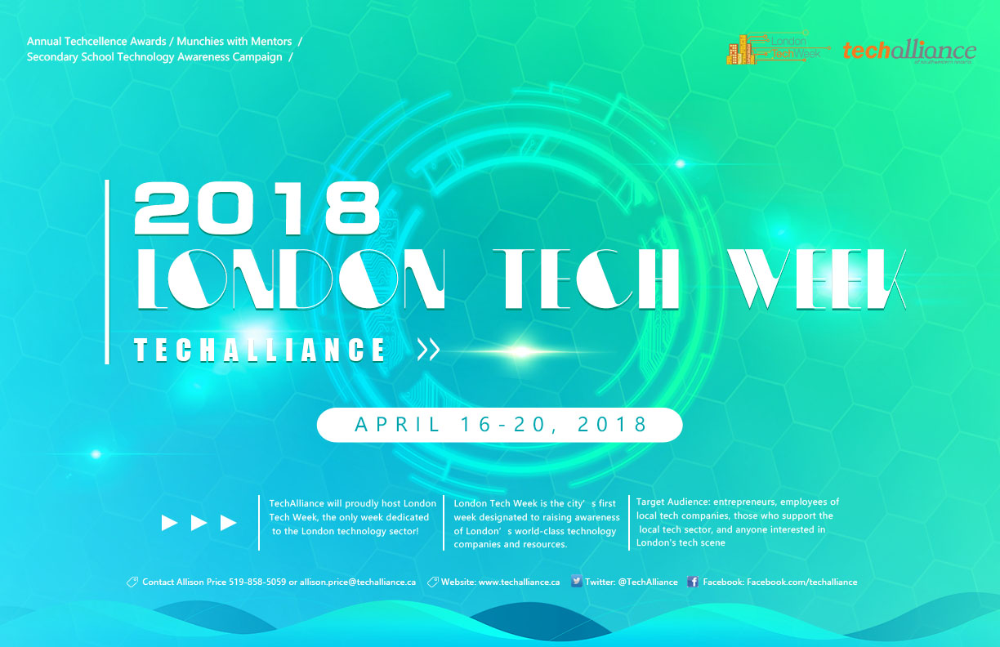 Annual Techcellence Awards / Munchies with Mentors /
Secondary School Technology Awareness Campaign /
London
TechWeek
techalliance
of southwestern ontario
2018
LONDON TECH WEEK
TECHALLIANCE »
APRIL 16-20, 2018
TechAlliance will proudly host London
Tech Week, the only week dedicated
to the London technology sector!
London Tech Week is the city's first
week designated to raising awareness
of London's world-class technology
companies and resources.
Target Audience: entrepreneurs, employees of
local tech companies, those who support the
local tech sector, and anyone interested in
London's tech scene
Contact Allison Price 519-858-5059 or allison.price@techalliance.ca Website: www.techalliance.ca Twitter: @TechAlliance Facebook: Facebook.com/techalliance